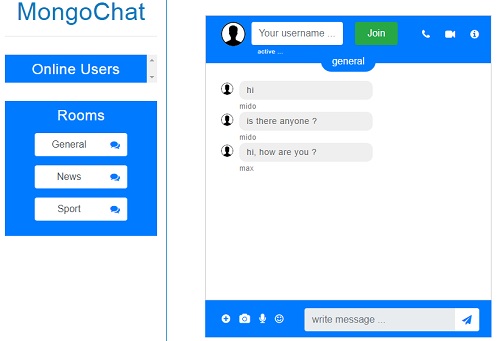 MongoChat
Online Users
Rooms
General
News
Sport
Your username ...
Join
active ...
general
hi
mido
is there anyone ?
mido
hi, how are you ?
max
write message ...